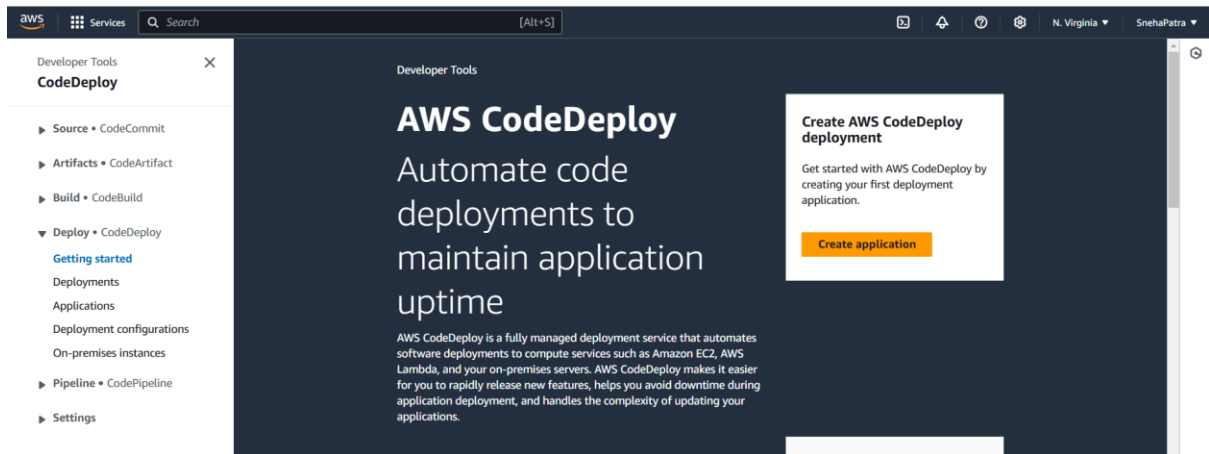 aws
Services
Search
[Alt+S]
N. Virginia ▼
SnehaPatra ▼
Developer Tools
CodeDeploy
Source • CodeCommit
Artifacts • CodeArtifact
Build • CodeBuild
Deploy • CodeDeploy
Getting started
Deployments
Applications
Deployment configurations
On-premises instances
Pipeline • CodePipeline
Settings
Developer Tools
AWS CodeDeploy
Automate code
deployments to
maintain application
uptime
AWS CodeDeploy is a fully managed deployment service that automates
software deployments to compute services such as Amazon EC2, AWS
Lambda, and your on-premises servers. AWS CodeDeploy makes it easier
for you to rapidly release new features, helps you avoid downtime during
application deployment, and handles the complexity of updating your
applications.
Create AWS CodeDeploy
deployment
Get started with AWS CodeDeploy by
creating your first deployment
application.
Create application